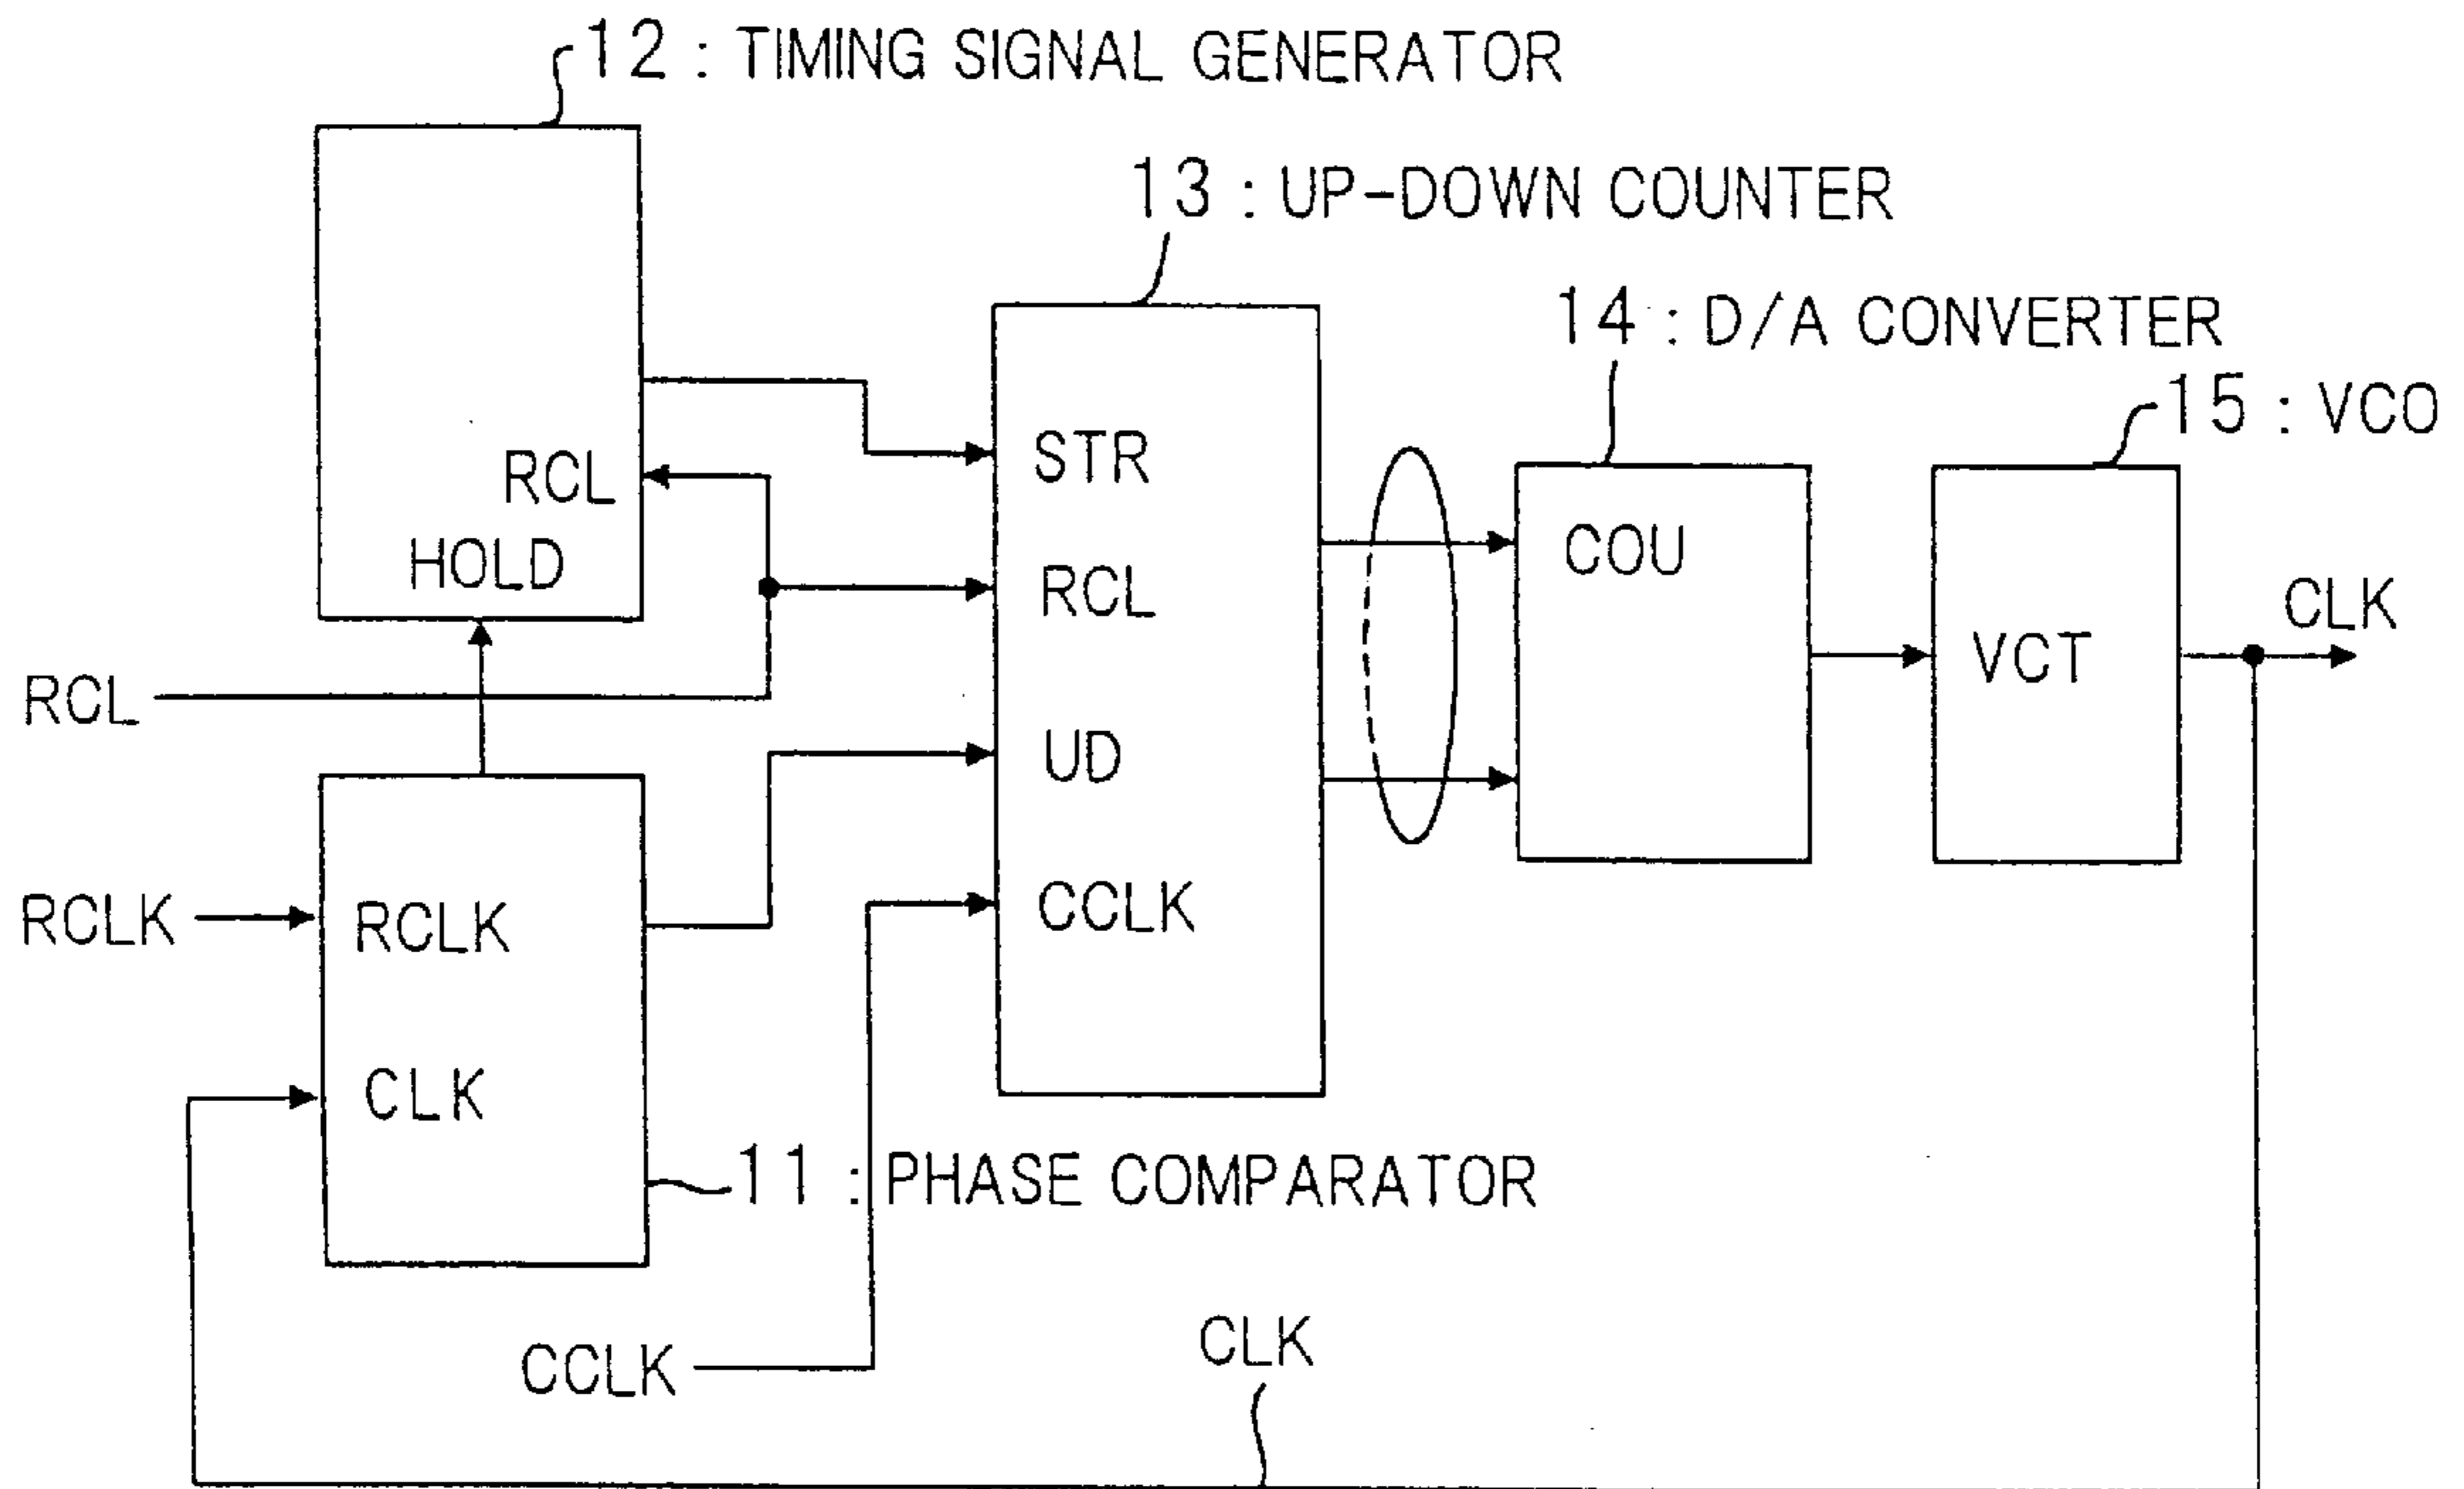 12 : TIMING SIGNAL GENERATOR
13 : UP-DOWN COUNTER
14 : D/A CONVERTER
15 : VCO
STR
RCL
HOLD
RCL
COU
CLK
VCT
RCL
UD
RCLK
RCLK
CCLK
CLK
11 : PHASE COMPARATOR
CCLK
CLK